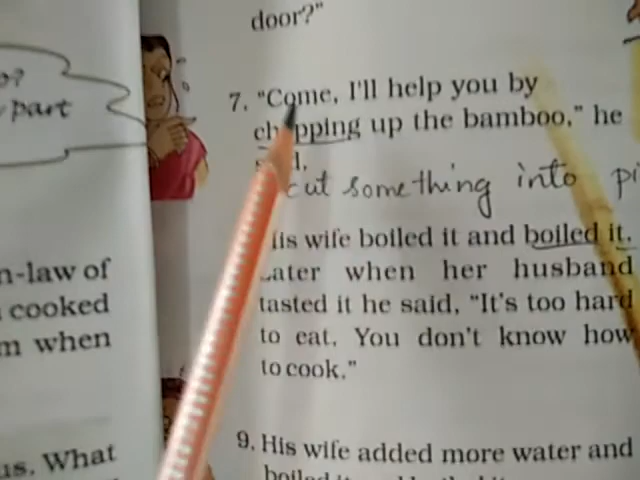 o?
part
n-law of
cooked
m when
us. What
door?"
7. "Come, I'll help you by
chopping up the bamboo," he
cut something into pi
His wife boiled it and boiled it.
Later when her husband
tasted it he said, "It's too hard
to eat. You don't know how
to cook."
9. His wife added more water and